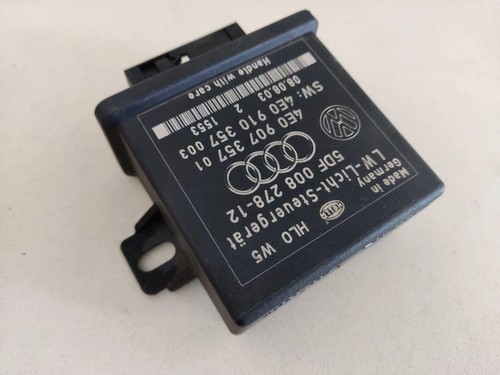 Made in
Germany
LW-Licht-Steuergerät
5DF 008 278-12
HELLA
HLO W5
4E0 907 357 01
SW: 4E0 910 357 003
08.08.03 2 1553
Handle with care